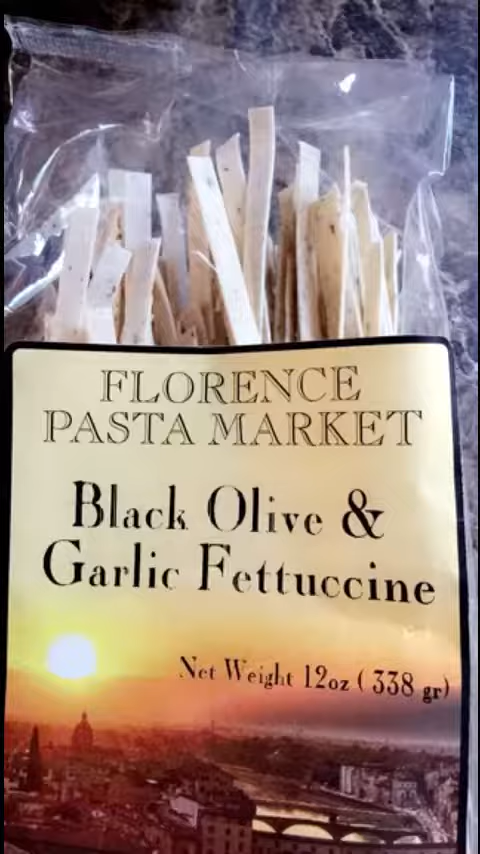 FLORENCE
PASTA MARKET
Black Olive &
Garlic Fettuccine
Net Weight 12oz ( 338 gr)